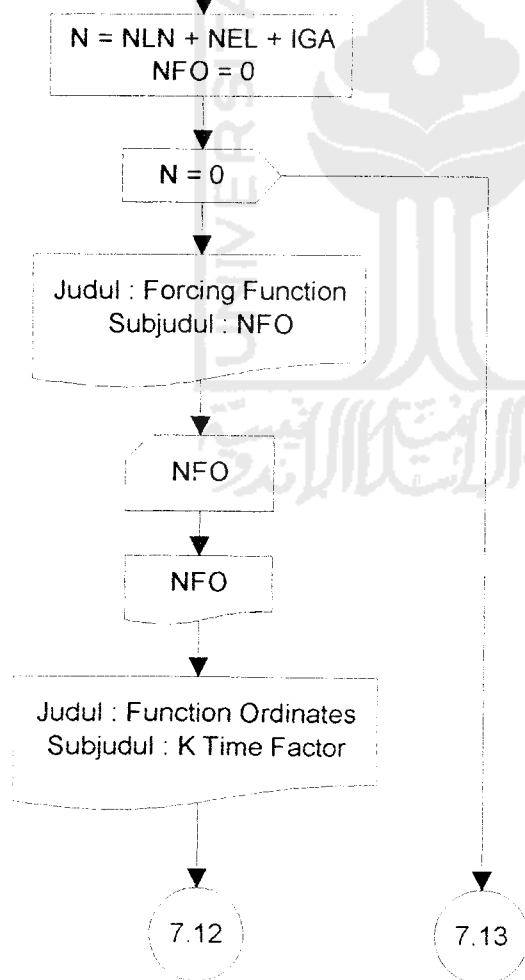 N = NLN + NEL + IGA
NFO = 0
N = 0
Judul : Forcing Function
Subjudul : NFO
NFO
NFO
Judul : Function Ordinates
Subjudul : K Time Factor
7.12
7.13